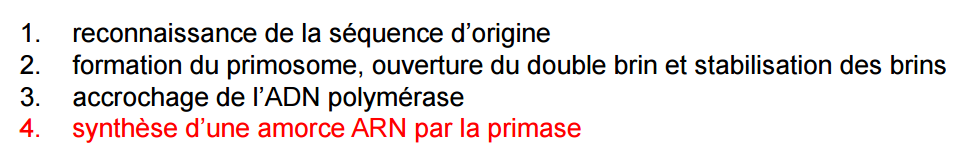 1. reconnaissance de la séquence d’origine
2. formation du primosome, ouverture du double brin et stabilisation des brins
3. accrochage de l’ADN polymérase
4. synthèse d’une amorce ARN par la primase